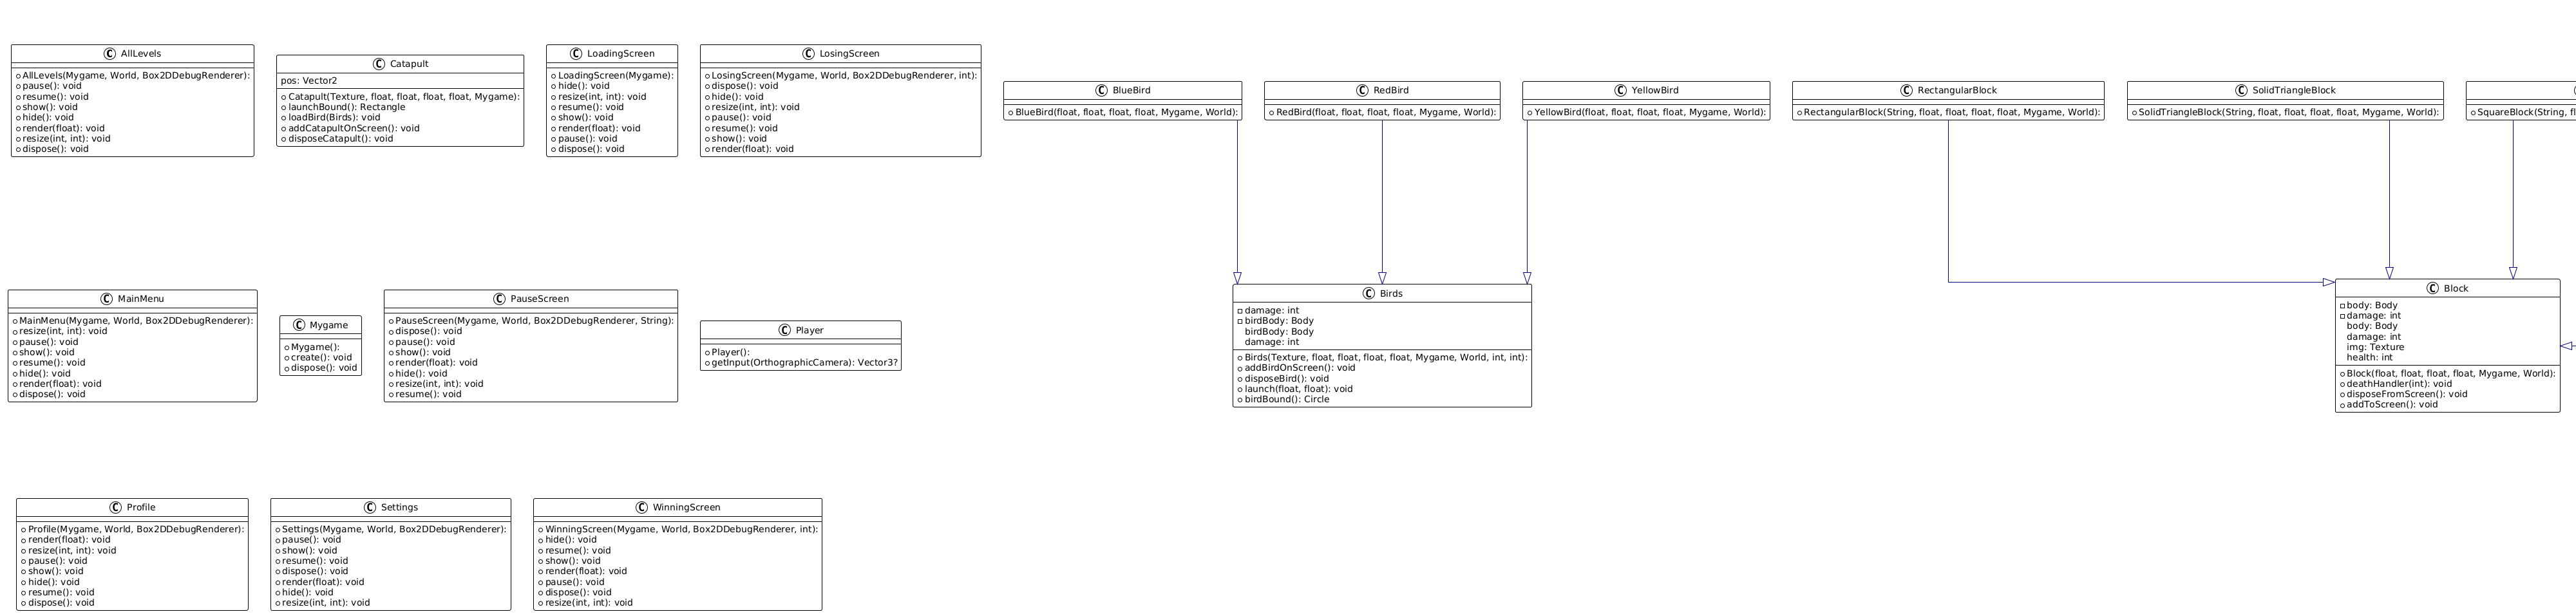 AllLevels
AllLevels(Mygame, World, Box2DDebugRenderer):
pause(): void
resume(): void
show(): void
hide(): void
render(float): void
resize(int, int): void
dispose(): void
Catapult
pos: Vector2
Catapult(Texture, float, float, float, float, Mygame):
launchBound(): Rectangle
loadBird(Birds): void
addCatapultOnScreen(): void
disposeCatapult(): void
LoadingScreen
LoadingScreen(Mygame):
hide(): void
resize(int, int): void
resume(): void
show(): void
render(float): void
pause(): void
dispose(): void
LosingScreen
LosingScreen(Mygame, World, Box2DDebugRenderer, int):
dispose(): void
hide(): void
resize(int, int): void
pause(): void
resume(): void
show(): void
render(float): void
BlueBird
BlueBird(float, float, float, float, Mygame, World):
RedBird
RedBird(float, float, float, float, Mygame, World):
YellowBird
YellowBird(float, float, float, float, Mygame, World):
RectangularBlock
RectangularBlock(String, float, float, float, float, Mygame, World):
SolidTriangleBlock
SolidTriangleBlock(String, float, float, float, float, Mygame, World):
SquareBlock(String,
MainMenu
MainMenu(Mygame, World, Box2DDebugRenderer):
resize(int, int): void
pause(): void
show(): void
resume(): void
hide(): void
render(float): void
dispose(): void
Mygame
Mygame():
create(): void
dispose(): void
PauseScreen
PauseScreen(Mygame, World, Box2DDebugRenderer, String):
dispose(): void
pause(): void
show(): void
render(float): void
hide(): void
resize(int, int): void
resume(): void
Player
Player():
getInput(OrthographicCamera): Vector3?
Birds
damage: int
birdBody: Body
birdBody: Body
damage: int
Birds(Texture, float, float, float, float, Mygame, World, int, int):
addBirdOnScreen(): void
disposeBird(): void
launch(float, float): void
birdBound(): Circle
Block
body: Body
damage: int
body: Body
damage: int
img: Texture
health: int
Block(float, float, float, float, Mygame, World):
deathHandler(int): void
disposeFromScreen(): void
addToScreen(): void
Profile
Profile(Mygame, World, Box2DDebugRenderer):
render(float): void
resize(int, int): void
pause(): void
show(): void
hide(): void
resume(): void
dispose(): void
Settings
Settings(Mygame, World, Box2DDebugRenderer):
pause(): void
show(): void
resume(): void
dispose(): void
render(float): void
hide(): void
resize(int, int): void
WinningScreen
WinningScreen(Mygame, World, Box2DDebugRenderer, int):
hide(): void
resume(): void
show(): void
render(float): void
pause(): void
dispose(): void
resize(int, int): void